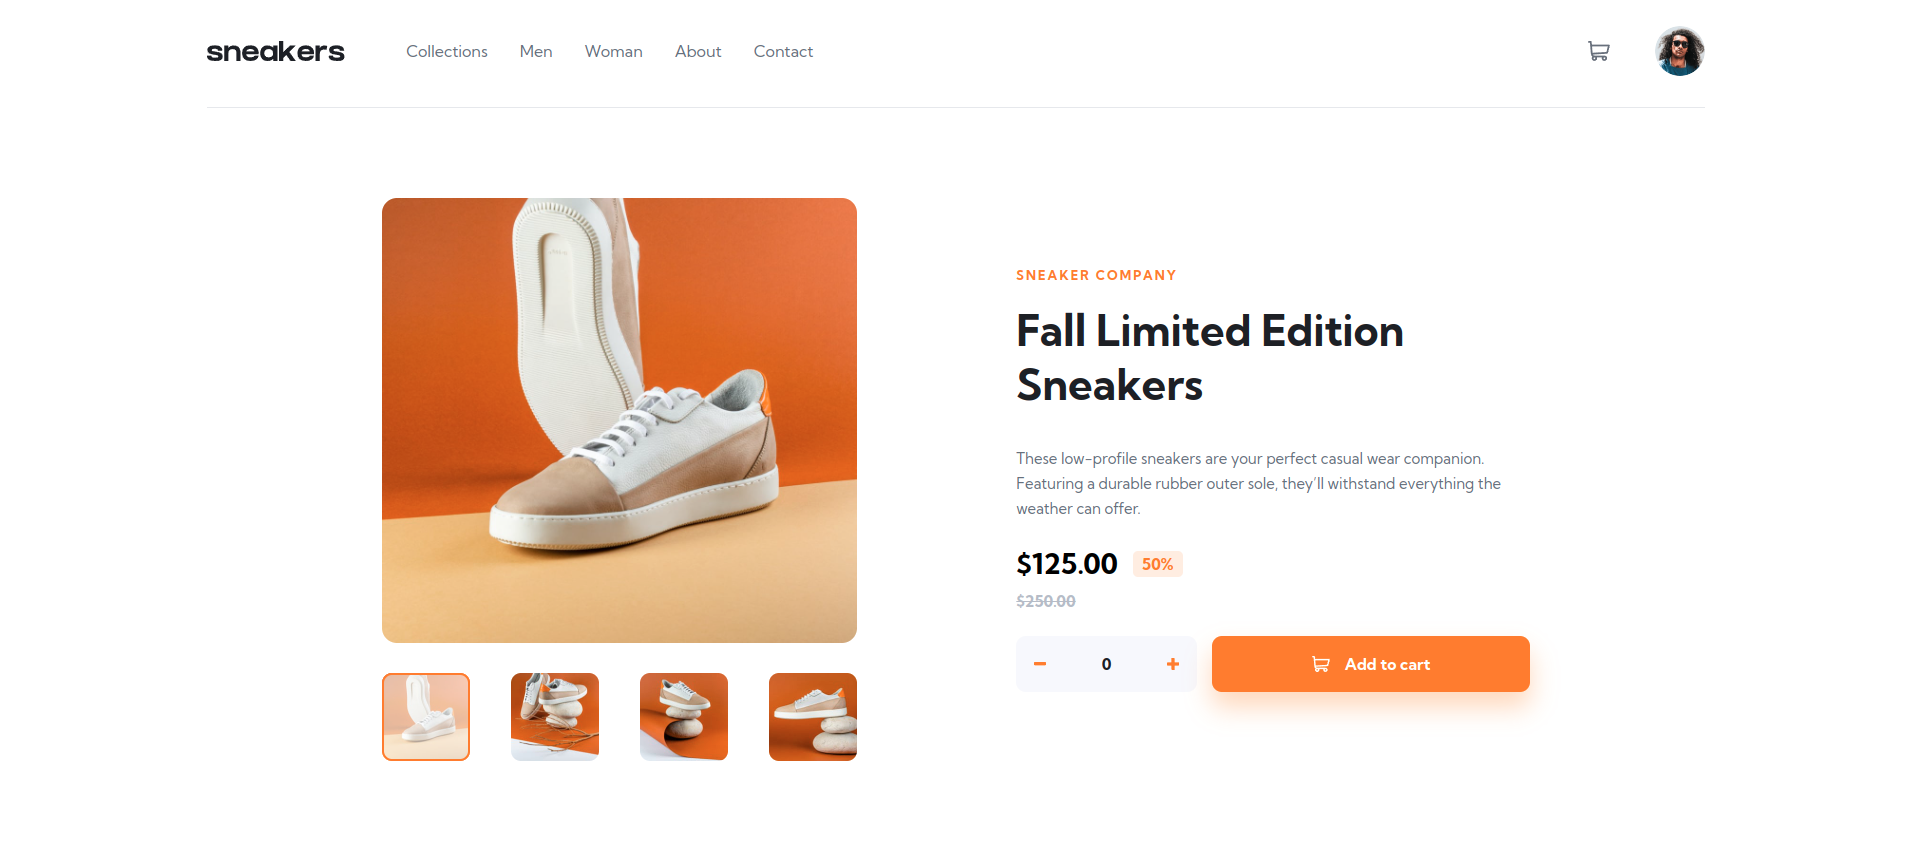 sneakers
Collections Men Woman About Contact
SNEAKER COMPANY
Fall Limited Edition
Sneakers
These low-profile sneakers are your perfect casual wear companion.
Featuring a durable rubber outer sole, they’ll withstand everything the
weather can offer.
$125.00 50%
$250.00
0
Add to cart